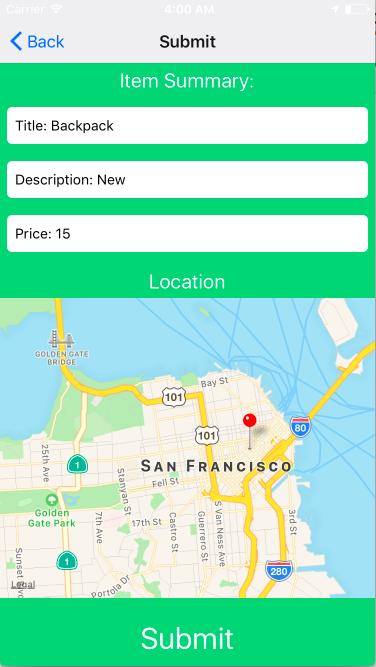 Carrier 4:00 AM
Back Submit
Item Summary:
Title: Backpack
Description: New
Price: 15
Location
GOLDEN GATE
BRIDGE
Bay St
101
80
101
SAN FRANCISCO
25th Ave
1
Stanyan St
Fell St
Golden
Gate Park
7th Ave
17th St
Castro St
Guerrero St
S Van Ness Ave
3rd St
Sunset
1
280
Portola Dr
Legal
Submit